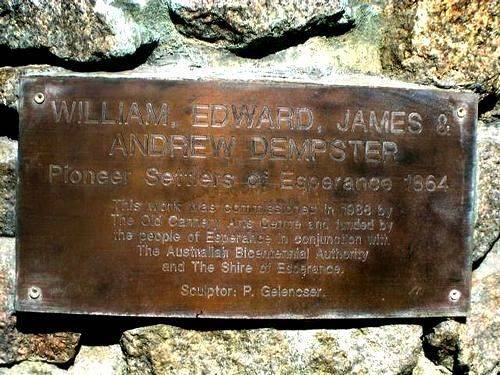 WILLIAM, EDWARD, JAMES &
ANDREW DEMPSTER
Pioneer Settlers of Esperance 1864
This work was commissioned in 1988 by
The Old Cannery Arts Centre and funded by
the people of Esperance in conjunction with
The Australian Bicentennial Authority
and The Shire of Esperance.
Sculptor: P. Gelencser.